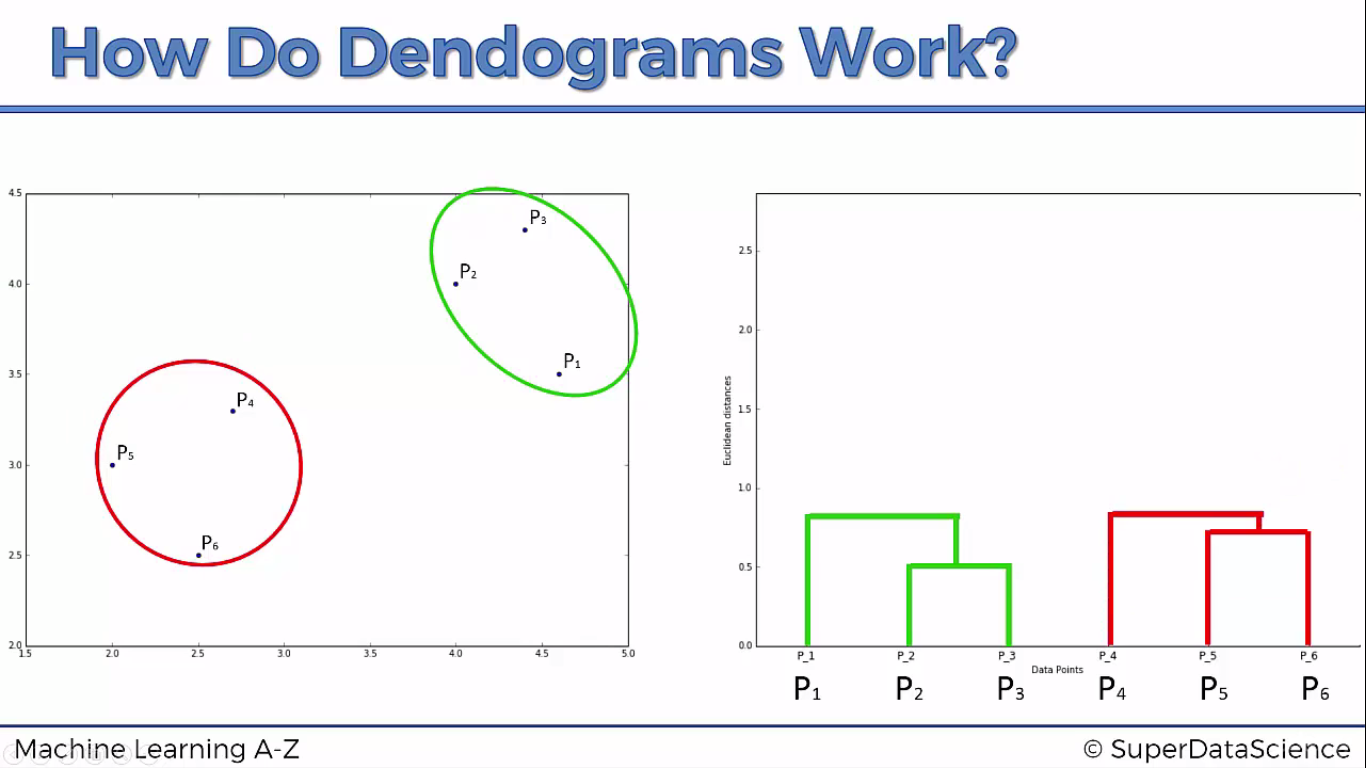 How Do Dendograms Work?
4.5
4.0
3.5
3.0
2.5
2.0
1.5 2.0 2.5 3.0 3.5 4.0 4.5 5.0
P3
P2
P1
P4
P5
P6
2.5
2.0
1.5
1.0
0.5
0.0
Euclidean distances
P_1 P_2 P_3 P_4 P_5 P_6
Data Points
P1 P2 P3 P4 P5 P6
Machine Learning A-Z
© SuperDataScience